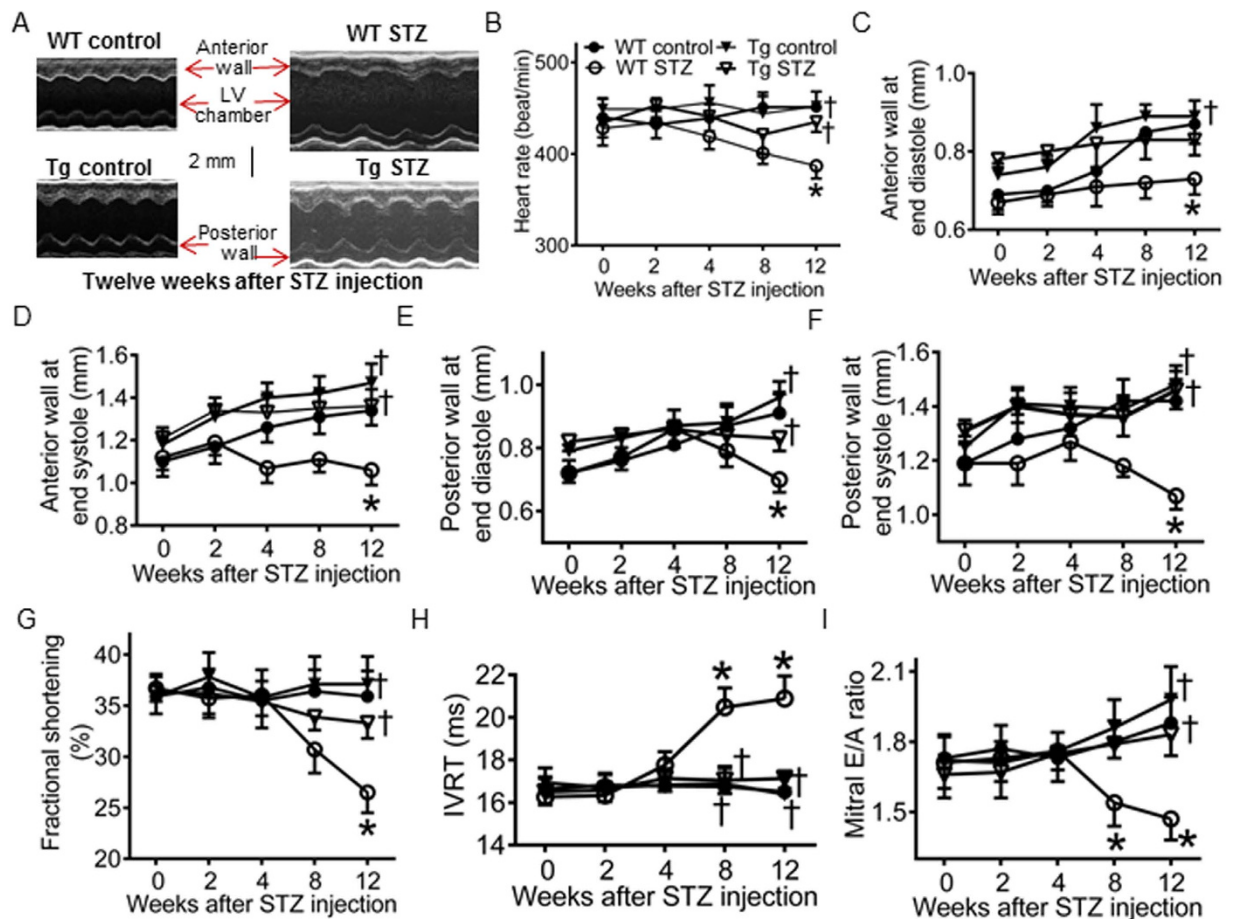 A
WT control
Anterior
wall
WT STZ
LV
chamber
Tg control
2 mm
Tg STZ
Posterior
wall
Twelve weeks after STZ injection
B
WT control
Tg control
WT STZ
Tg STZ
Heart rate (beat/min)
500
400
300
†
†
*
0 2 4 8 12
Weeks after STZ injection
C
Anterior wall at
end diastole (mm)
1.0
0.8
0.6
†
*
0 2 4 8 12
Weeks after STZ injection
D
Anterior wall at
end systole (mm)
1.6
1.4
1.2
1.0
0.8
†
†
*
0 2 4 8 12
Weeks after STZ injection
E
Posterior wall at
end diastole (mm)
1.0
0.8
0.6
†
†
*
0 2 4 8 12
Weeks after STZ injection
F
Posterior wall at
end systole (mm)
1.6
1.4
1.2
1.0
†
†
*
0 2 4 8 12
Weeks after STZ injection
G
Fractional shortening
(%)
40
35
30
25
20
†
†
*
0 2 4 8 12
Weeks after STZ injection
H
IVRT (ms)
22
20
18
16
14
*
*
†
†
†
†
0 2 4 8 12
Weeks after STZ injection
I
Mitral E/A ratio
2.1
1.8
1.5
†
†
*
*
0 2 4 8 12
Weeks after STZ injection